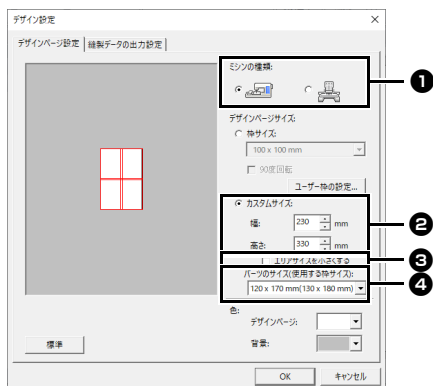 デザイン設定
デザインページ設定
縫製データの出力設定
ミシンの種類:
1
デザインページサイズ:
枠サイズ:
100 x 100 mm
90度回転
ユーザー枠の設定...
カスタムサイズ:
幅: 230 mm
2
高さ: 330 mm
エリアサイズを小さくする
3
パーツのサイズ(使用する枠サイズ):
120 x 170 mm(130 x 180 mm)
4
色:
デザインページ:
背景:
標準
OK
キャンセル